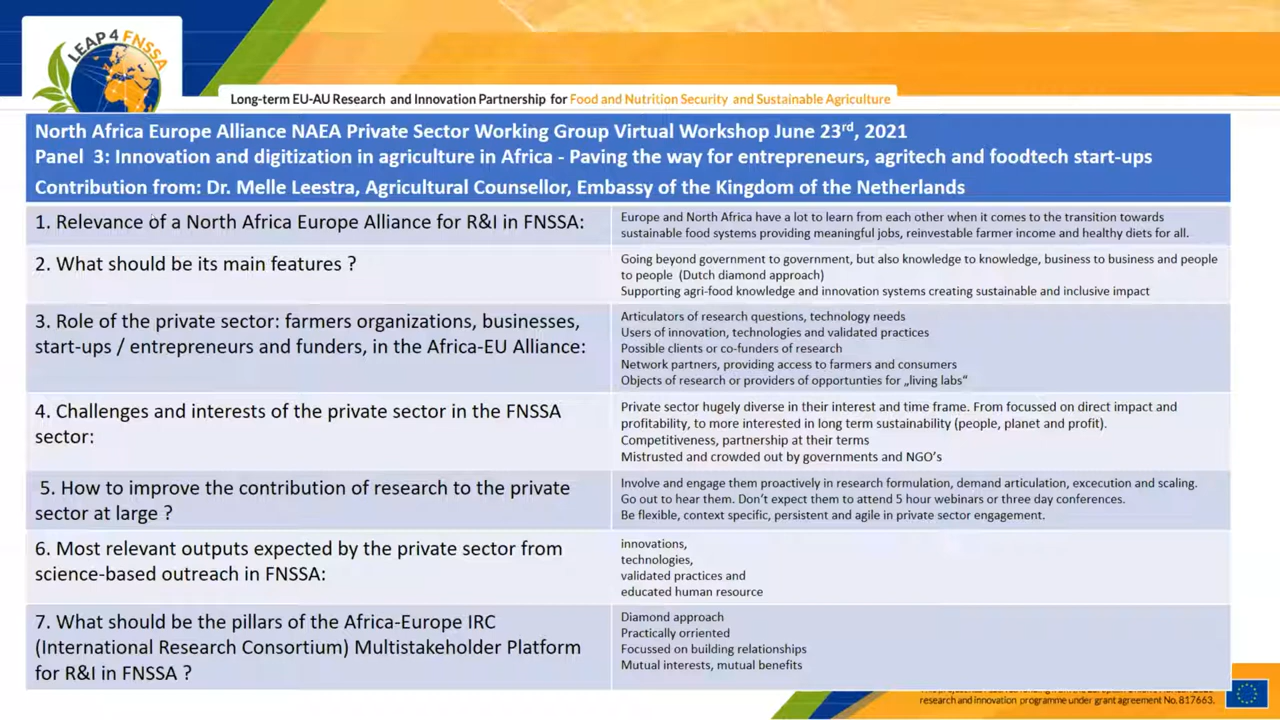 LEAP 4 FNSSA
Long-term EU-AU Research and Innovation Partnership for Food and Nutrition Security and Sustainable Agriculture
North Africa Europe Alliance NAEA Private Sector Working Group Virtual Workshop June 23rd, 2021
Panel 3: Innovation and digitization in agriculture in Africa - Paving the way for entrepreneurs, agritech and foodtech start-ups
Contribution from: Dr. Melle Leestra, Agricultural Counsellor, Embassy of the Kingdom of the Netherlands
1. Relevance of a North Africa Europe Alliance for R&I in FNSSA:
Europe and North Africa have a lot to learn from each other when it comes to the transition towards
sustainable food systems providing meaningful jobs, reinvestable farmer income and healthy diets for all.
2. What should be its main features ?
Going beyond government to government, but also knowledge to knowledge, business to business and people
to people (Dutch diamond approach)
Supporting agri-food knowledge and innovation systems creating sustainable and inclusive impact
3. Role of the private sector: farmers organizations, businesses,
start-ups / entrepreneurs and funders, in the Africa-EU Alliance:
Articulators of research questions, technology needs
Users of innovation, technologies and validated practices
Possible clients or co-funders of research
Network partners, providing access to farmers and consumers
Objects of research or providers of opportunties for „living labs“
4. Challenges and interests of the private sector in the FNSSA
sector:
Private sector hugely diverse in their interest and time frame. From focussed on direct impact and
profitability, to more interested in long term sustainability (people, planet and profit).
Competitiveness, partnership at their terms
Mistrusted and crowded out by governments and NGO's
5. How to improve the contribution of research to the private
sector at large ?
Involve and engage them proactively in research formulation, demand articulation, excecution and scaling.
Go out to hear them. Don't expect them to attend 5 hour webinars or three day conferences.
Be flexible, context specific, persistent and agile in private sector engagement.
6. Most relevant outputs expected by the private sector from
science-based outreach in FNSSA:
innovations,
technologies,
validated practices and
educated human resource
7. What should be the pillars of the Africa-Europe IRC
(International Research Consortium) Multistakeholder Platform
for R&I in FNSSA ?
Diamond approach
Practically orriented
Focussed on building relationships
Mutual interests, mutual benefits
research and innovation programme under grant agreement No. 817663.